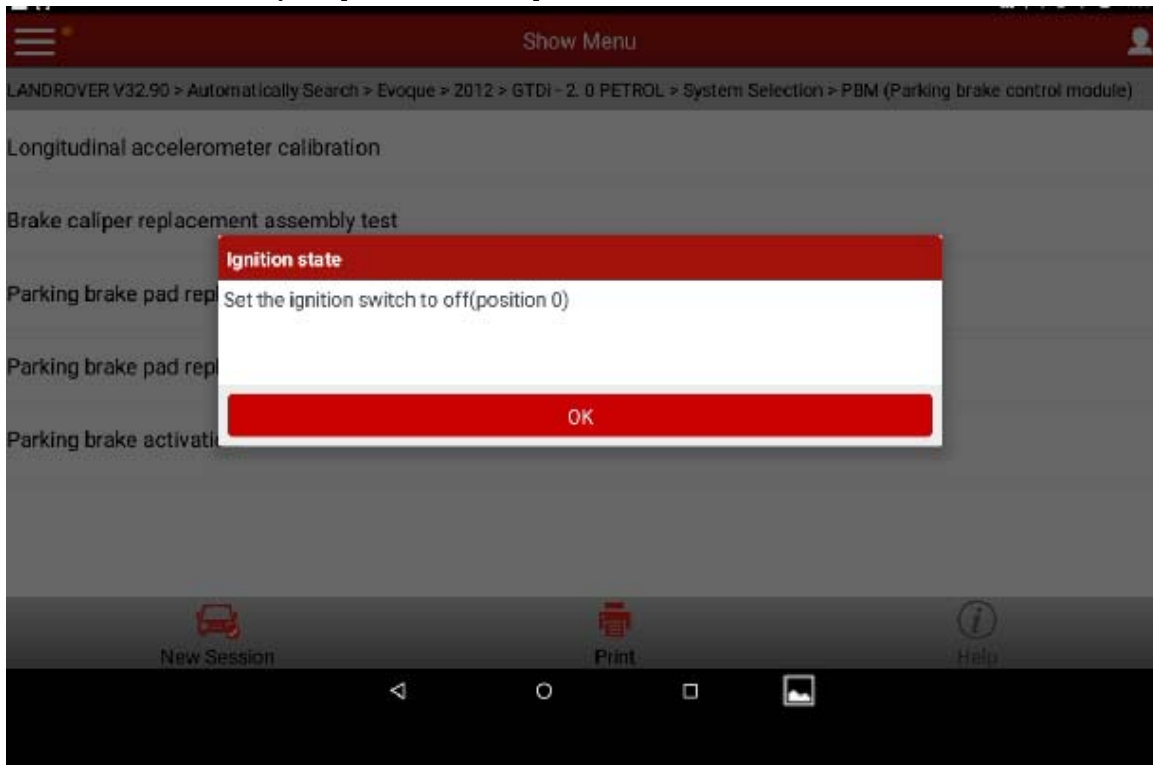 Show Menu
LANDROVER V32.90 > Automatically Search > Evoque > 2012 > GTDi - 2. 0 PETROL > System Selection > PBM (Parking brake control module)
Longitudinal accelerometer calibration
Brake caliper replacement assembly test
Ignition state
Parking brake pad repl
Set the ignition switch to off(position 0)
Parking brake pad repl
OK
Parking brake activati
New Session
Print
Help